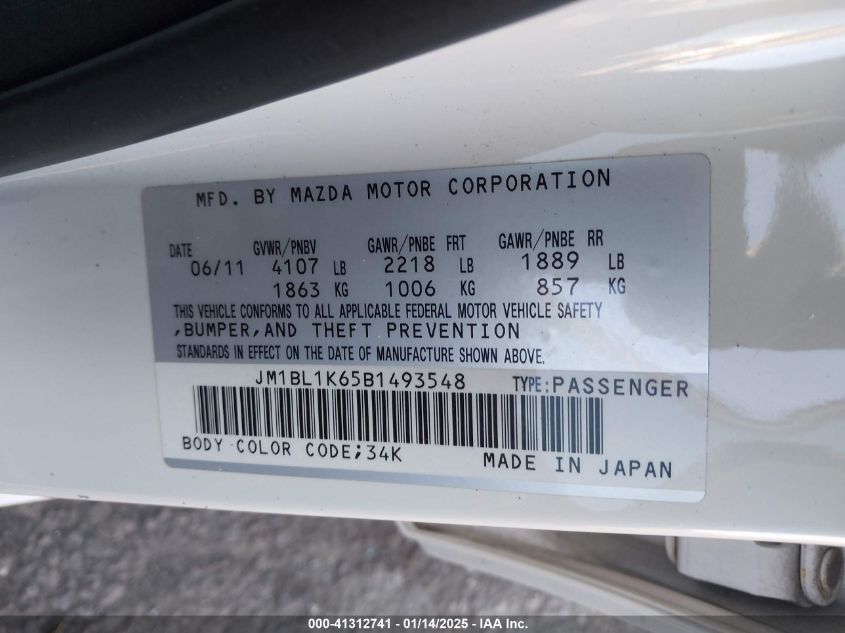 MFD. BY MAZDA MOTOR CORPORATION
DATE GVWR/PNBV GAWR/PNBE FRT GAWR/PNBE RR
06/11 4107 LB 2218 LB 1889 LB
1863 KG 1006 KG 857 KG
THIS VEHICLE CONFORMS TO ALL APPLICABLE FEDERAL MOTOR VEHICLE SAFETY
,BUMPER,AND THEFT PREVENTION
STANDARDS IN EFFECT ON THE DATE OF MANUFACTURE SHOWN ABOVE.
JM1BL1K65B1493548 TYPE:PASSENGER
BODY COLOR CODE;34K MADE IN JAPAN
000-41312741 - 01/14/2025 - © IAA Inc.